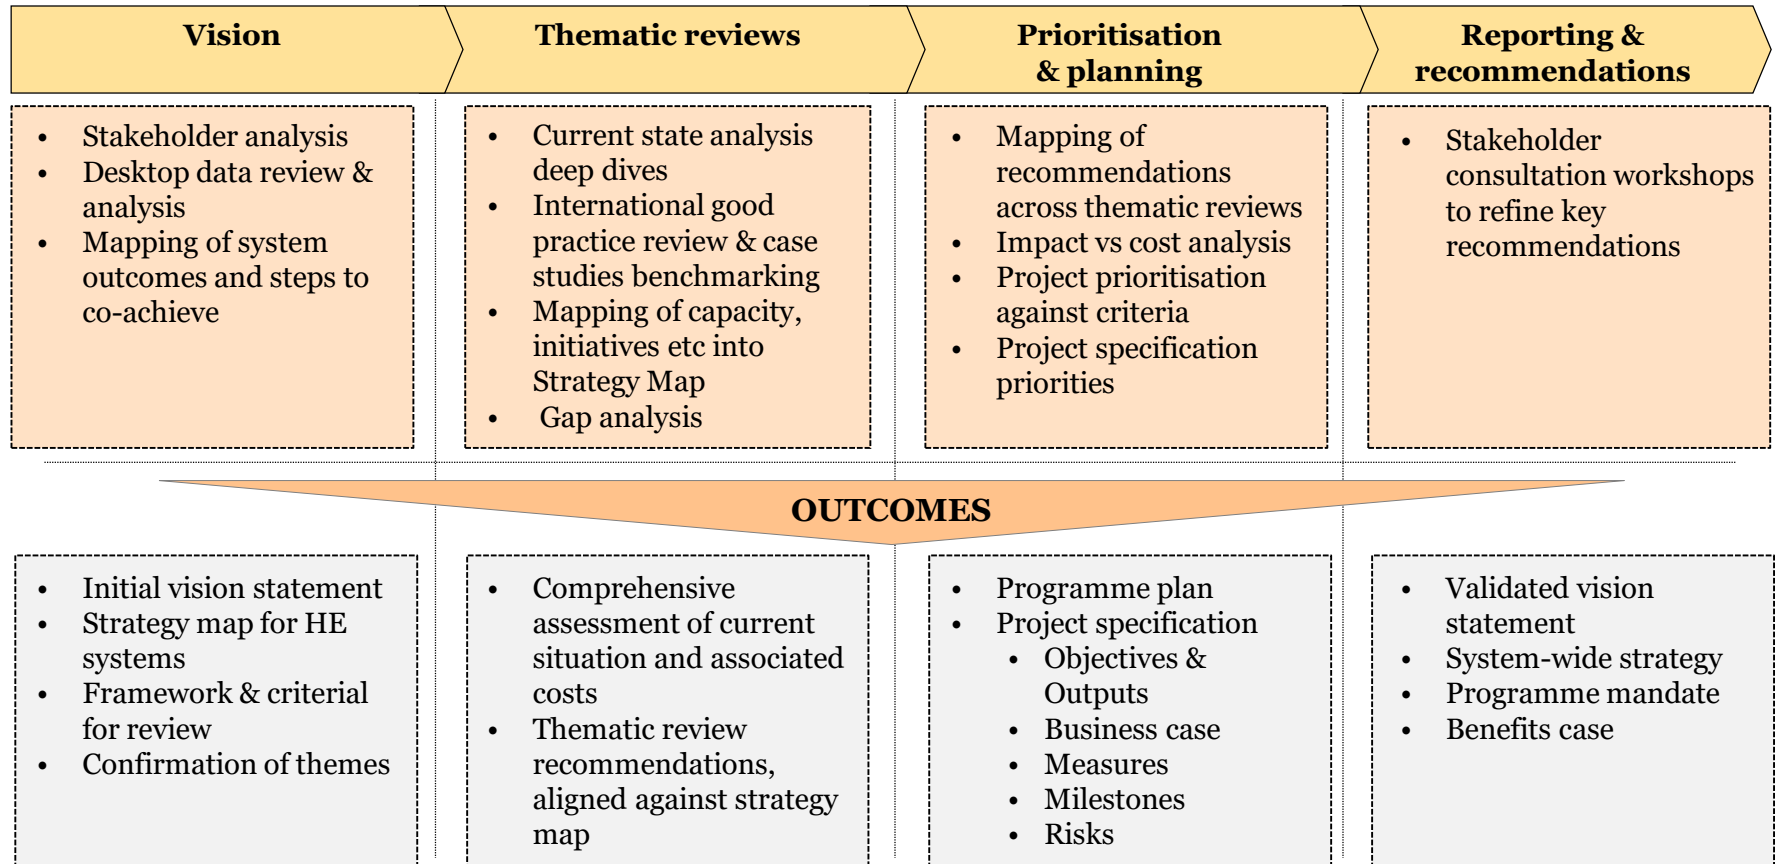 Vision
Thematic reviews
Prioritisation
& planning
Reporting &
recommendations
• Stakeholder analysis
• Desktop data review &
analysis
• Mapping of system
outcomes and steps to
co-achieve
• Current state analysis
deep dives
• International good
practice review & case
studies benchmarking
• Mapping of capacity,
initiatives etc into
Strategy Map
• Gap analysis
• Mapping of
recommendations
across thematic reviews
• Impact vs cost analysis
• Project prioritisation
against criteria
• Project specification
priorities
• Stakeholder
consultation workshops
to refine key
recommendations
OUTCOMES
• Initial vision statement
• Strategy map for HE
systems
• Framework & criterial
for review
• Confirmation of themes
• Comprehensive
assessment of current
situation and associated
costs
• Thematic review
recommendations,
aligned against strategy
map
• Programme plan
• Project specification
• Objectives &
Outputs
• Business case
• Measures
• Milestones
• Risks
• Validated vision
statement
• System-wide strategy
• Programme mandate
• Benefits case